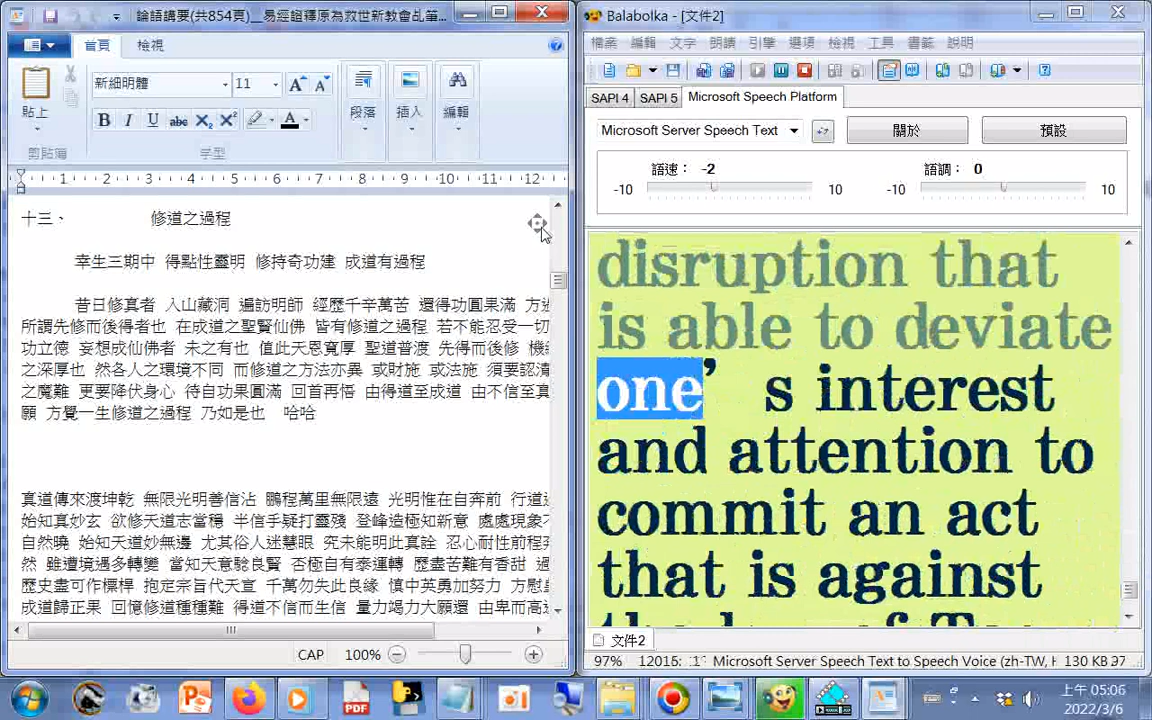 論語講要(共854頁)__易經證釋原為救世新教會乩筆...
首頁
檢視
新細明體
11
貼上
段落
插入
編輯
剪貼簿
字型
1 2 3 4 5 6 7 8 9 10 11 12
十三、 修道之過程
幸生三期中 得點性靈明 修持奇功建 成道有過程
昔日修真者 入山藏洞 遍訪明師 經歷千辛萬苦 還得功圓果滿 方
所謂先修而後得者也 在成道之聖賢仙佛 皆有修道之過程 若不能忍受一切
功立德 妄想成仙佛者 未之有也 值此天恩寬厚 聖道普渡 先得而後修 機
之深厚也 然各人之環境不同 而修道之方法亦異 或財施 或法施 須要認清
之魔難 更要降伏身心 待自功果圓滿 回首再悟 由得道至成道 由不信至真
願 方覺一生修道之過程 乃如是也 哈哈
真道傳來渡坤乾 無限光明善信沾 鵬程萬里無限遠 光明惟在自奔前 行道
始知真妙玄 欲修天道志當穩 半信乎疑打靈殘 登峰造極知新意 處處現象
自然曉 始知天道妙無邊 尤其俗人迷慧眼 究未能明此真詮 忍心耐性前程
然 雖遭境遇多轉變 當知天意驗良賢 否極自有泰運轉 歷盡苦難有香甜
歷史盡可作標桿 抱定宗旨代天宣 千萬勿失此良緣 慎中英勇加努力 方慰
成道歸正果 回憶修道種種難 得道不信而生信 量力竭力大願還 由卑而高
CAP 100%
Balabolka - [文件2]
檔案 編輯 文字 朗讀 引擎 選項 檢視 工具 書籤 說明
SAPI 4 SAPI 5 Microsoft Speech Platform
Microsoft Server Speech Text
關於
預設
語速： -2
語調： 0
-10 10 -10 10
disruption that
is able to deviate
one’ s interest
and attention to
commit an act
that is against
the law of Tao
文件2
97% Microsoft Server Speech Text to Speech Voice (zh-TW, H 130 KB
上午 05:06
2022/3/6